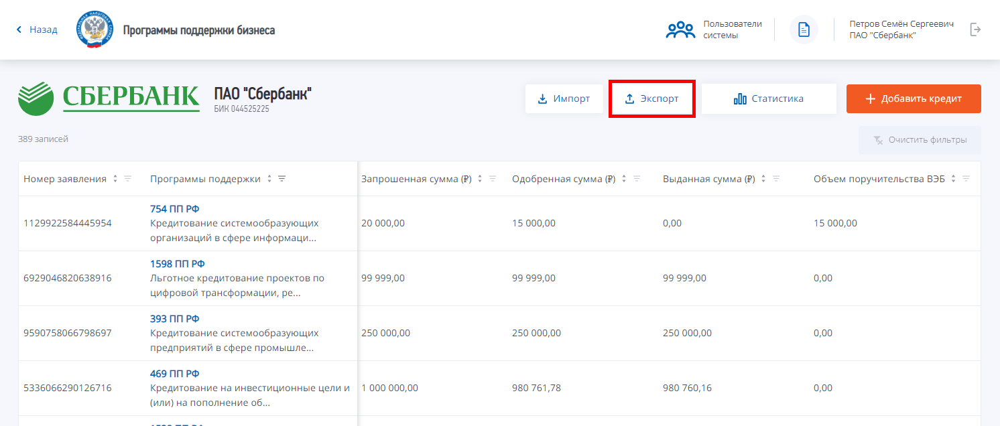 Назад
Программы поддержки бизнеса
Пользователи
системы
Петров Семён Сергеевич
ПАО "Сбербанк"
СБЕРБАНК
ПАО "Сбербанк"
БИК 044525225
Импорт
Экспорт
Статистика
Добавить кредит
389 записей
Очистить фильтры
Номер заявления Программы поддержки Запрошенная сумма (₽) Одобренная сумма (₽) Выданная сумма (₽) Объем поручительства ВЭБ
754 ПП РФ
1129922584445954 Кредитование системообразующих 20 000,00 15 000,00 0,00 15 000,00
организаций в сфере информаци...
1598 ПП РФ
6929046820638916 Льготное кредитование проектов по 99 999,00 99 999,00 99 999,00 0,00
цифровой трансформации, ре...
393 ПП РФ
9590758066798697 Кредитование системообразующих 250 000,00 250 000,00 250 000,00 0,00
предприятий в сфере промышле...
469 ПП РФ
5336066290126716 Кредитование на инвестиционные цели и 1 000 000,00 980 761,78 980 760,16 0,00
(или) на пополнение об...